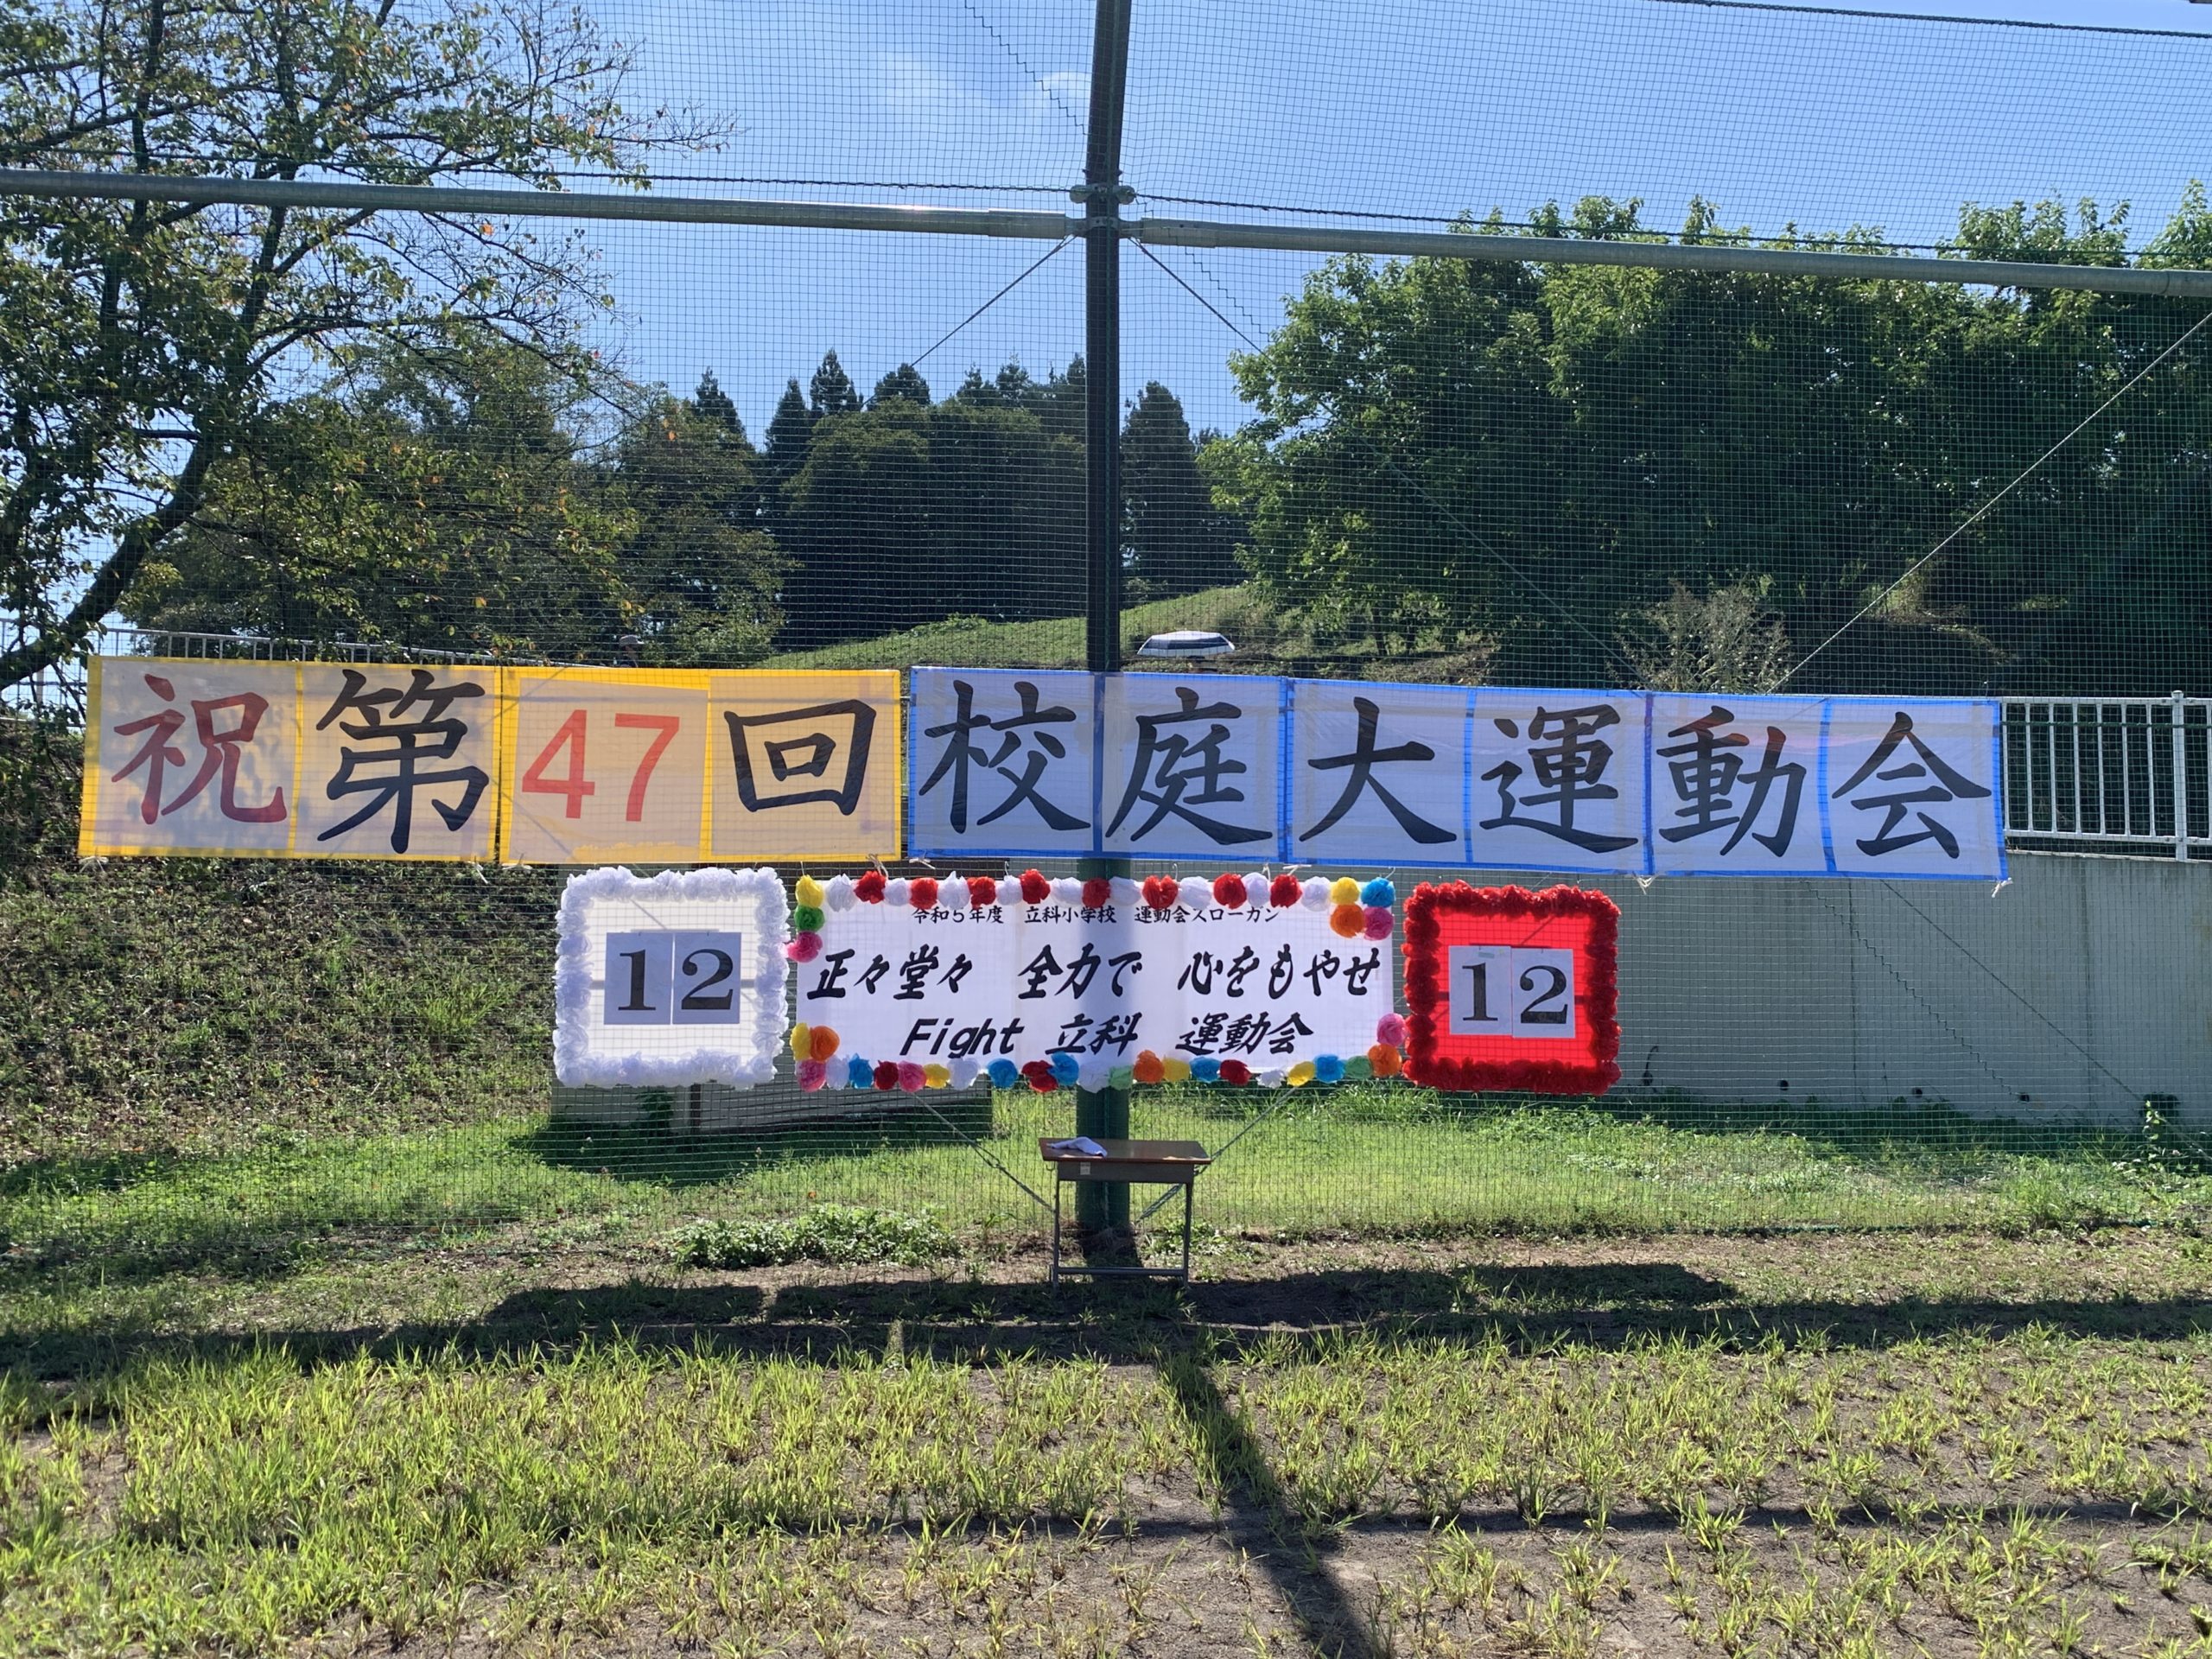 祝第47回校庭大運動会
令和5年度 立科小学校 運動会スローガン
12
正々堂々 全力で 心をもやせ
12
Fight 立科 運動会